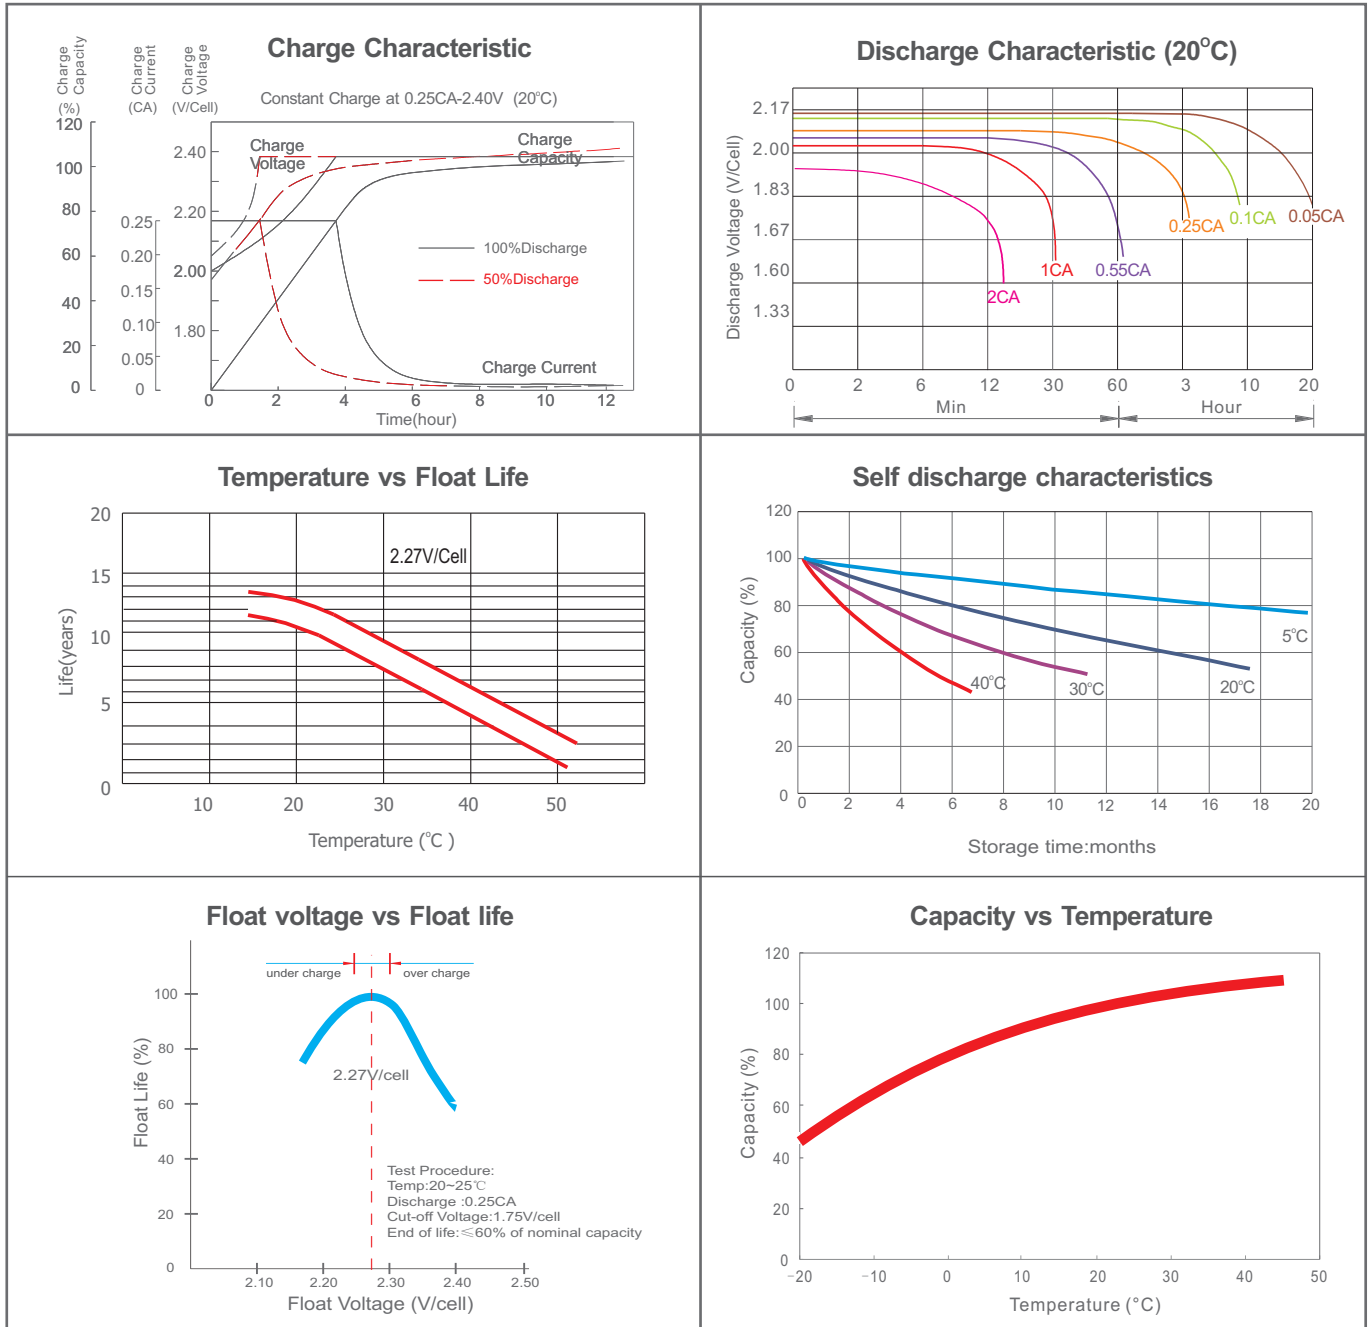 Charge Characteristic
Charge
Capacity
(%)
Charge
Current
(CA)
Charge
Voltage
(V/Cell)
Constant Charge at 0.25CA-2.40V (20°C)
120
100
80
60
40
20
0
0.25
0.20
0.15
0.10
0.05
0
2.40
2.20
2.00
1.80
Charge
Voltage
Charge
Capacity
100%Discharge
50%Discharge
Charge Current
0 2 4 6 8 10 12
Time(hour)
Discharge Characteristic (20°C)
Discharge Voltage (V/Cell)
2.17
2.00
1.83
1.67
1.60
1.33
2CA
1CA
0.55CA
0.25CA
0.1CA
0.05CA
0 2 6 12 30 60 3 10 20
Min Hour
Temperature vs Float Life
2.27V/Cell
Life(years)
20
15
10
5
0
10 20 30 40 50
Temperature (°C )
Self discharge characteristics
Capacity (%)
120
100
80
60
40
20
0
5°C
40°C
30°C
20°C
0 2 4 6 8 10 12 14 16 18 20
Storage time:months
Float voltage vs Float life
under charge over charge
Float Life (%)
100
80
60
40
20
0
2.27V/cell
Test Procedure:
Temp:20~25℃
Discharge :0.25CA
Cut-off Voltage:1.75V/cell
End of life:≤60% of nominal capacity
2.10 2.20 2.30 2.40 2.50
Float Voltage (V/cell)
Capacity vs Temperature
Capacity (%)
120
100
80
60
40
20
0
−20 −10 0 10 20 30 40 50
Temperature (°C)